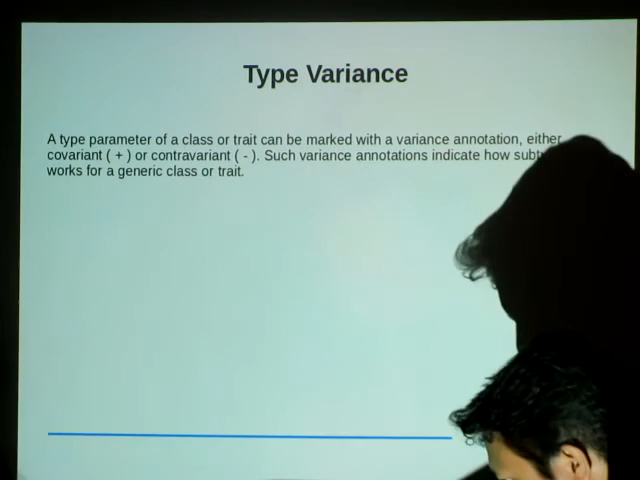 Type Variance
A type parameter of a class or trait can be marked with a variance annotation, either
covariant ( + ) or contravariant ( - ). Such variance annotations indicate how
works for a generic class or trait.